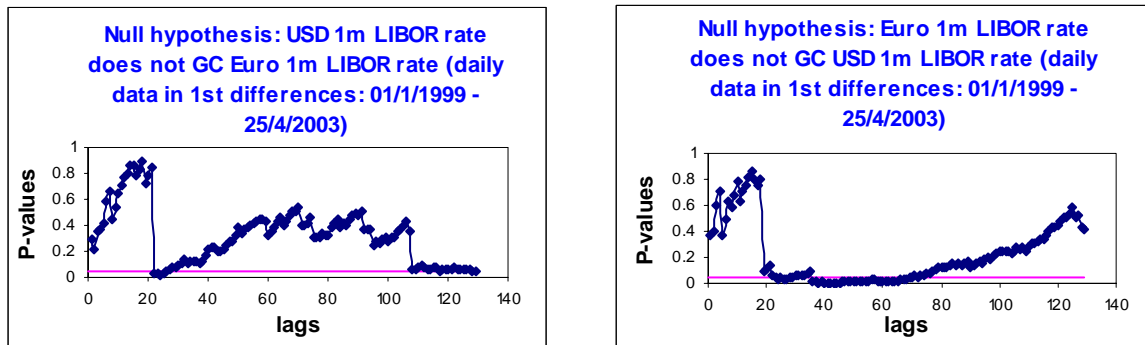 Null hypothesis: USD 1m LIBOR rate
does not GC Euro 1m LIBOR rate (daily
data in 1st differences: 01/1/1999 -
25/4/2003)
P-values
1
0.8
0.6
0.4
0.2
0
0 20 40 60 80 100 120 140
lags
Null hypothesis: Euro 1m LIBOR rate
does not GC USD 1m LIBOR rate (daily
data in 1st differences: 01/1/1999 -
25/4/2003)
P-values
1
0.8
0.6
0.4
0.2
0
0 20 40 60 80 100 120 140
lags